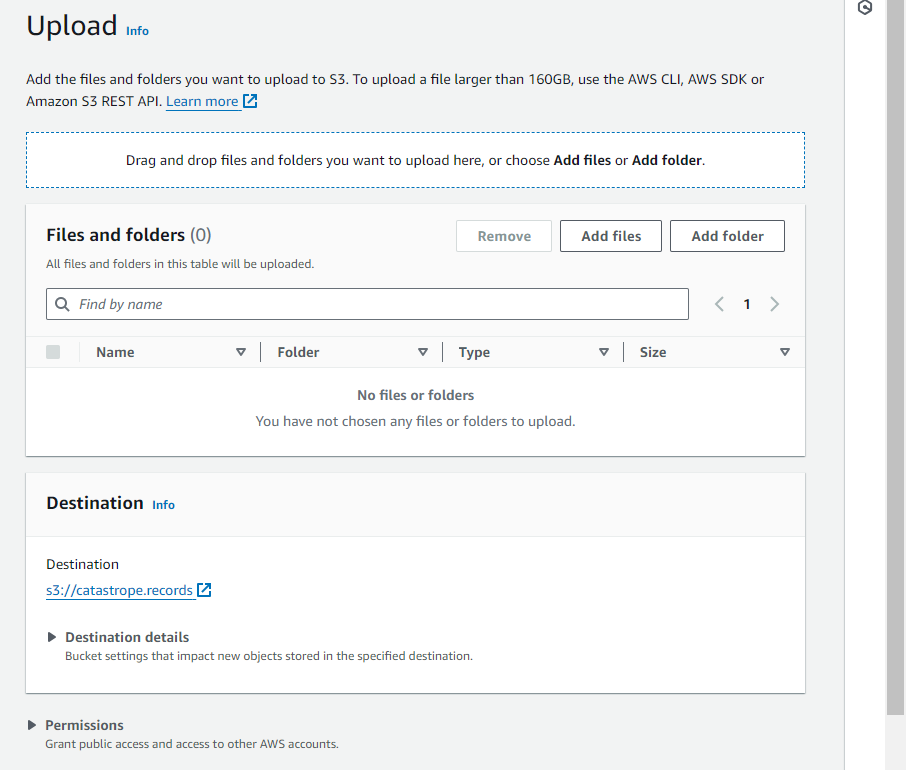 Upload Info
Add the files and folders you want to upload to S3. To upload a file larger than 160GB, use the AWS CLI, AWS SDK or
Amazon S3 REST API. Learn more
Drag and drop files and folders you want to upload here, or choose Add files or Add folder.
Files and folders (0)
Remove
Add files
Add folder
All files and folders in this table will be uploaded.
Find by name
1
Name
Folder
Type
Size
No files or folders
You have not chosen any files or folders to upload.
Destination Info
Destination
s3://catastrope.records
Destination details
Bucket settings that impact new objects stored in the specified destination.
Permissions
Grant public access and access to other AWS accounts.